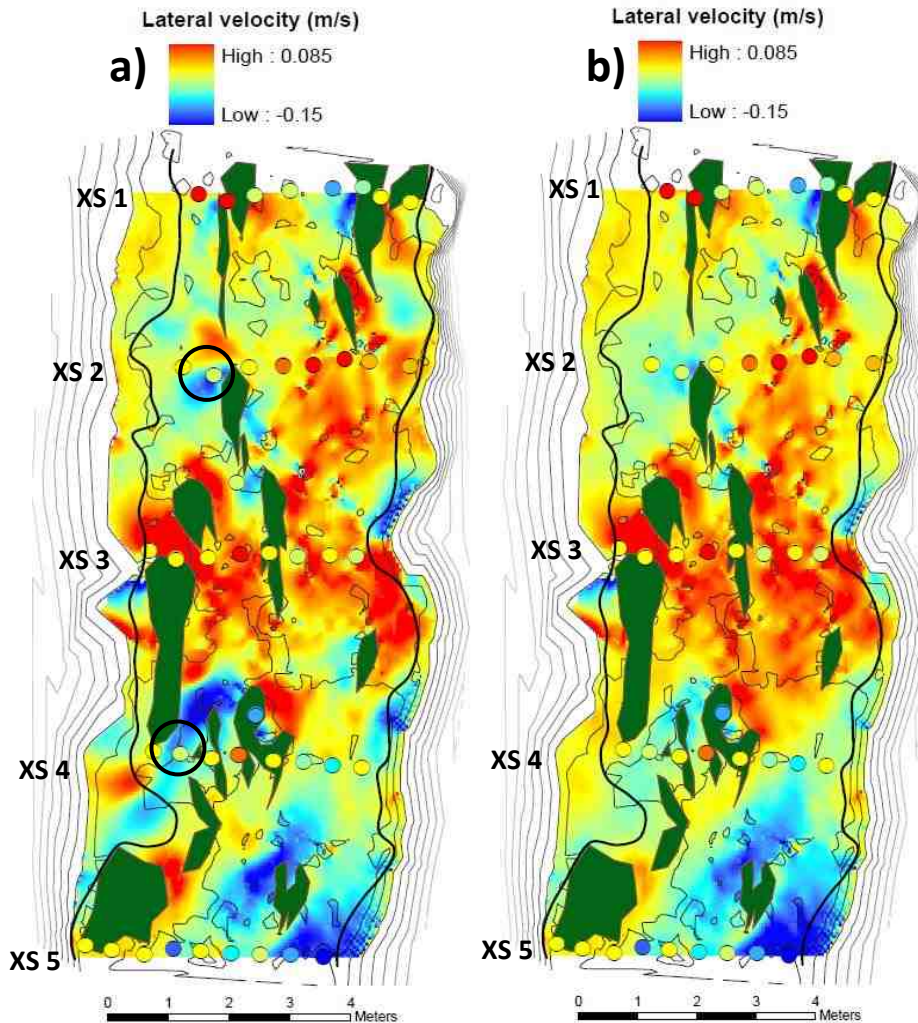 Lateral velocity (m/s)
a)
High : 0.085
Low : -0.15
XS 1
XS 2
XS 3
XS 4
XS 5
0 1 2 3 4
Meters
Lateral velocity (m/s)
b)
High : 0.085
Low : -0.15
XS 1
XS 2
XS 3
XS 4
XS 5
0 1 2 3 4
Meters